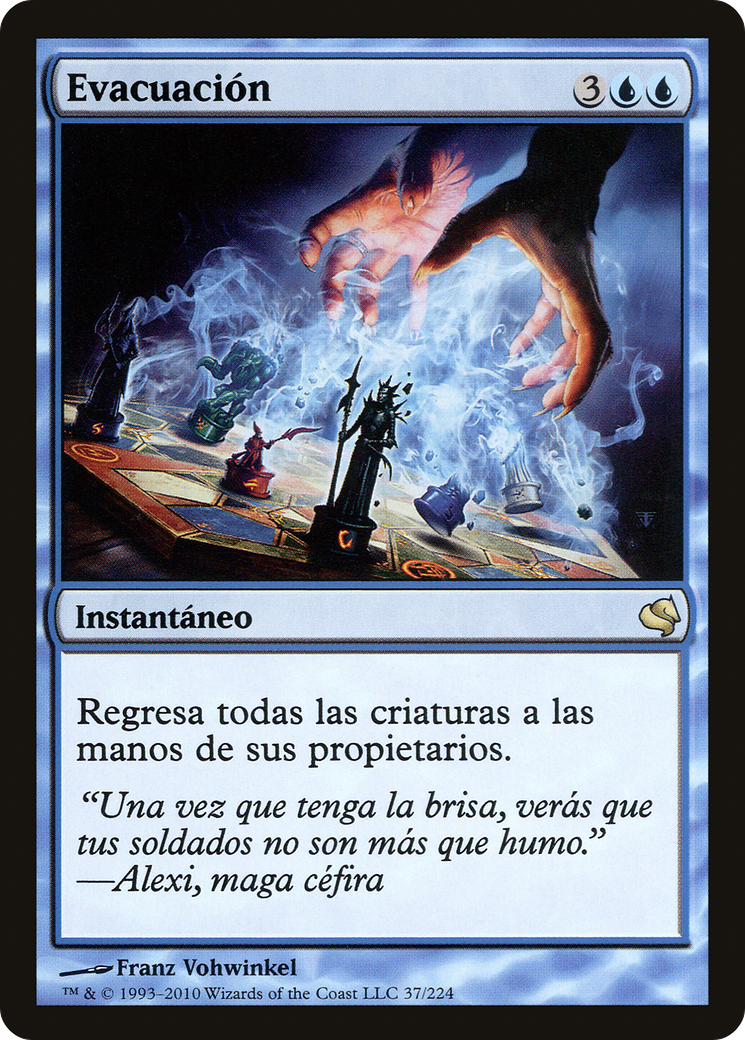 Evacuación 3
Instantáneo
Regresa todas las criaturas a las
manos de sus propietarios.
“Una vez que tenga la brisa, verás que
tus soldados no son más que humo.”
—Alexi, maga céfira
Franz Vohwinkel
™ & © 1993–2010 Wizards of the Coast LLC 37/224